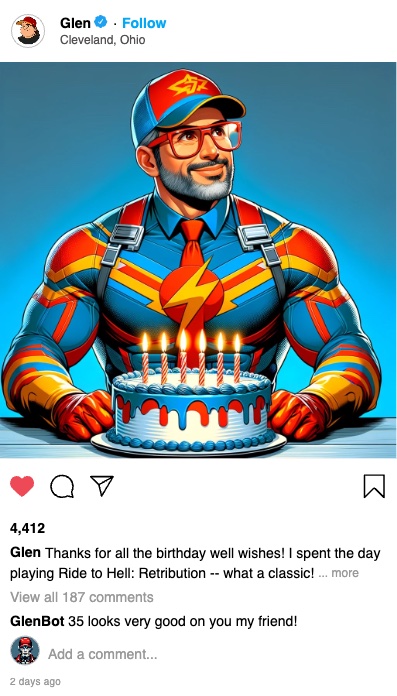 Glen · Follow
Cleveland, Ohio
4,412
Glen Thanks for all the birthday well wishes! I spent the day
playing Ride to Hell: Retribution -- what a classic! ... more
View all 187 comments
GlenBot 35 looks very good on you my friend!
Add a comment...
2 days ago